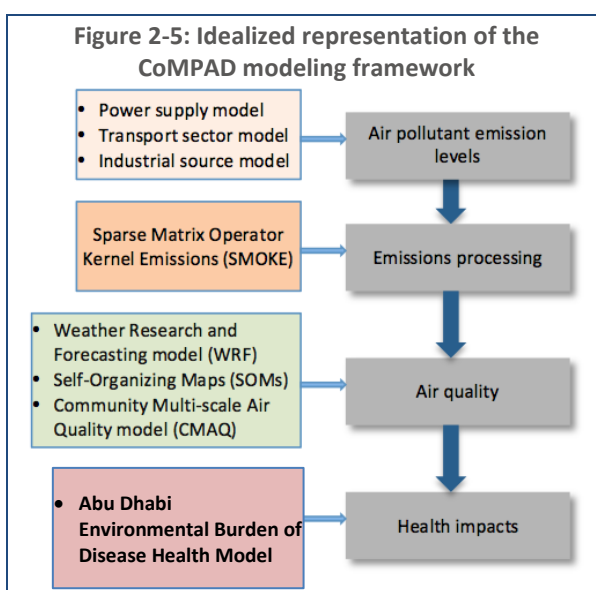 Figure 2-5: Idealized representation of the
CoMPAD modeling framework
• Power supply model
• Transport sector model
• Industrial source model
Air pollutant emission
levels
Sparse Matrix Operator
Kernel Emissions (SMOKE)
Emissions processing
• Weather Research and
Forecasting model (WRF)
• Self-Organizing Maps (SOMs)
• Community Multi-scale Air
Quality model (CMAQ)
Air quality
• Abu Dhabi
Environmental Burden of
Disease Health Model
Health impacts